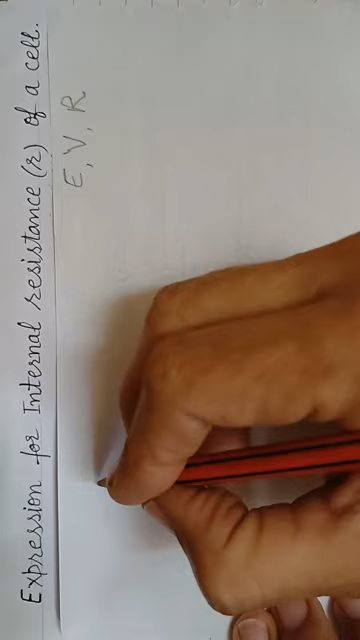 Expression for Internal resistance (r) of a cell.
E, V, R